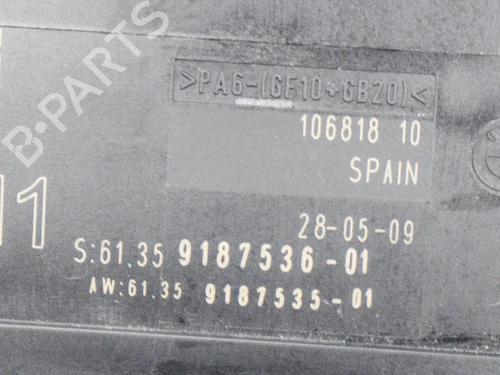 B-PARTS
>PA6-(GF10+GB20)<
106818 10
SPAIN
11
28-05-09
S:61.35 9187536-01
AW:61.35 9187535-01